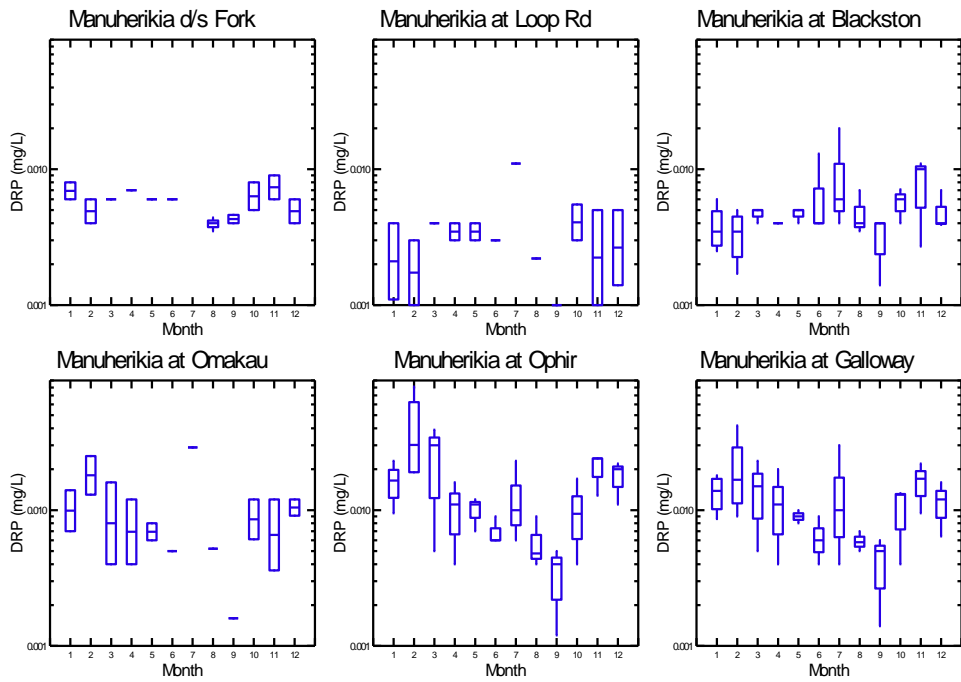 Manuherikia d/s Fork
Manuherikia at Loop Rd
Manuherikia at Blackston
DRP (mg/L)
0.010
0.001
1 2 3 4 5 6 7 8 9 10 11 12
Month
DRP (mg/L)
0.010
0.001
1 2 3 4 5 6 7 8 9 10 11 12
Month
DRP (mg/L)
0.010
0.001
1 2 3 4 5 6 7 8 9 10 11 12
Month
Manuherikia at Omakau
Manuherikia at Ophir
Manuherikia at Galloway
DRP (mg/L)
0.010
0.001
1 2 3 4 5 6 7 8 9 10 11 12
Month
DRP (mg/L)
0.010
0.001
1 2 3 4 5 6 7 8 9 10 11 12
Month
DRP (mg/L)
0.010
0.001
1 2 3 4 5 6 7 8 9 10 11 12
Month